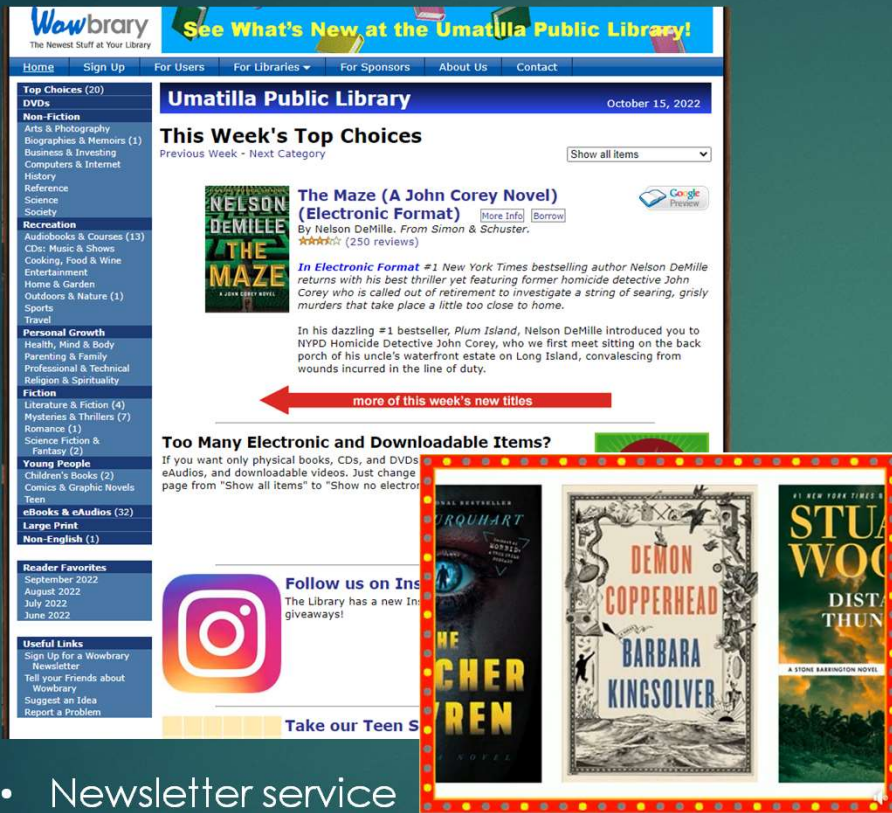 Wowbrary
The Newest Stuff at Your Library
See What's New at the Umatilla Public Library!
Home Sign Up For Users For Libraries For Sponsors About Us Contact
Top Choices (20)
DVDs
Non-Fiction
Arts & Photography
Biographies & Memoirs (1)
Business & Investing
Computers & Internet
History
Reference
Science
Society
Recreation
Audiobooks & Courses (13)
CDs: Music & Shows
Cooking, Food & Wine
Entertainment
Home & Garden
Outdoors & Nature (1)
Sports
Travel
Personal Growth
Health, Mind & Body
Parenting & Family
Professional & Technical
Religion & Spirituality
Fiction
Literature & Fiction (4)
Mysteries & Thrillers (7)
Romance (1)
Science Fiction &
Fantasy (2)
Young People
Children's Books (2)
Comics & Graphic Novels
Teen
eBooks & eAudios (32)
Large Print
Non-English (1)
Reader Favorites
September 2022
August 2022
July 2022
June 2022
Useful Links
Sign Up for a Wowbrary
Newsletter
Tell your Friends about
Wowbrary
Suggest an Idea
Report a Problem
Umatilla Public Library October 15, 2022
This Week's Top Choices
Previous Week - Next Category Show all items
NELSON
DEMILLE
THE
MAZE
A JOHN COREY NOVEL
The Maze (A John Corey Novel)
(Electronic Format) More Info Borrow
Google
Preview
By Nelson DeMille. From Simon & Schuster.
(250 reviews)
In Electronic Format #1 New York Times bestselling author Nelson DeMille
returns with his best thriller yet featuring former homicide detective John
Corey who is called out of retirement to investigate a string of searing, grisly
murders that take place a little too close to home.
In his dazzling #1 bestseller, Plum Island, Nelson DeMille introduced you to
NYPD Homicide Detective John Corey, who we first meet sitting on the back
porch of his uncle's waterfront estate on Long Island, convalescing from
wounds incurred in the line of duty.
more of this week's new titles
Too Many Electronic and Downloadable Items?
If you want only physical books, CDs, and DVDs
eAudios, and downloadable videos. Just change
page from "Show all items" to "Show no electron
Follow us on Ins
The Library has a new In
giveaways!
Take our Teen S
ONAL BESTSELLER
URQUHART
MORBID:
HE
CHER
REN
A NOVEL
DEMON
COPPERHEAD
A NOVEL
BARBARA
KINGSOLVER
#1 NEW YORK TIMES
STUA
WOO
DISTA
THUN
A STONE BARRINGTON NOVEL
• Newsletter service